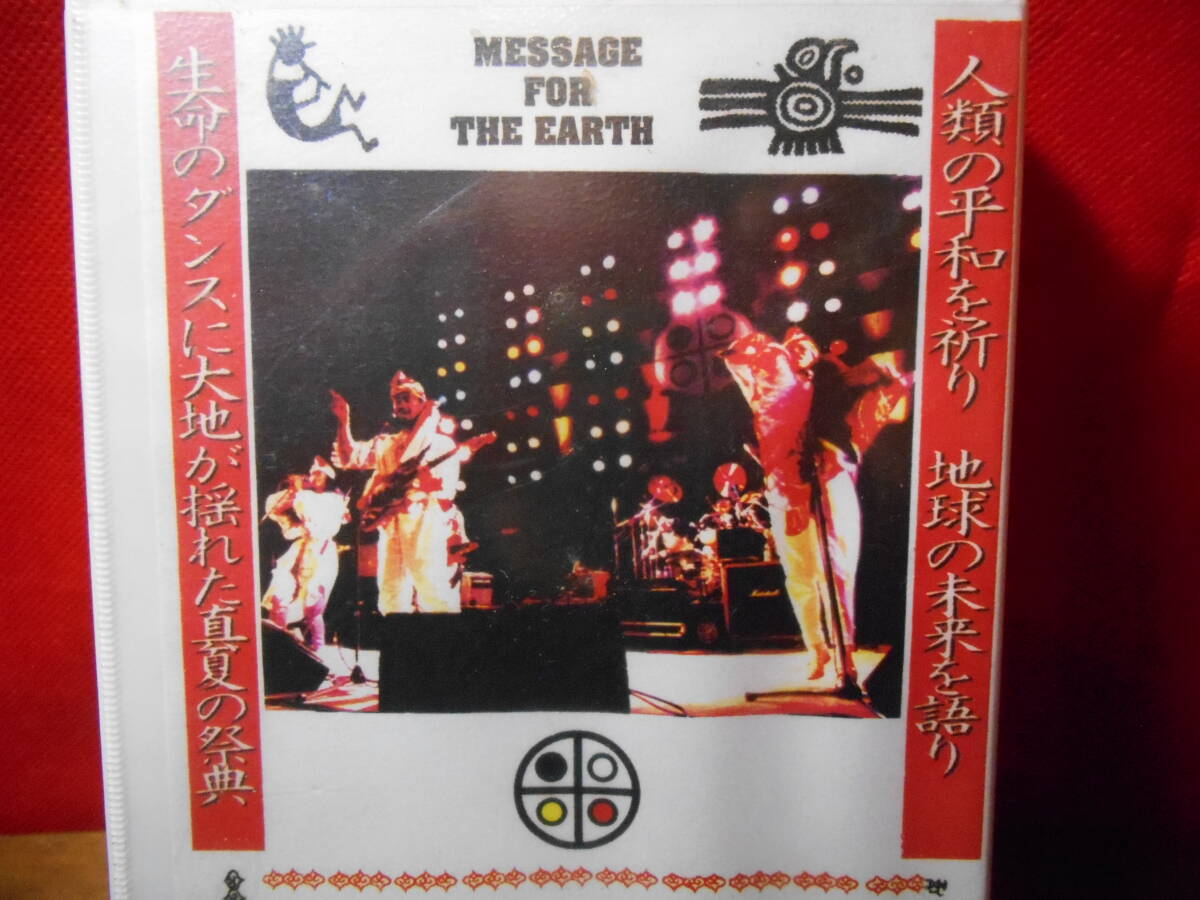 MESSAGE
FOR
THE EARTH
人類の平和を祈り 地球の未来を語り
生命のダンスに大地が揺れた真夏の祭典
Marshall